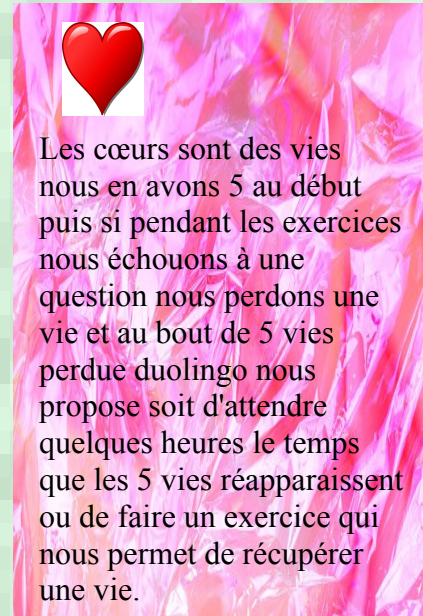 Les cœurs sont des vies
nous en avons 5 au début
puis si pendant les exercices
nous échouons à une
question nous perdons une
vie et au bout de 5 vies
perdue duolingo nous
propose soit d'attendre
quelques heures le temps
que les 5 vies réapparaissent
ou de faire un exercice qui
nous permet de récupérer
une vie.